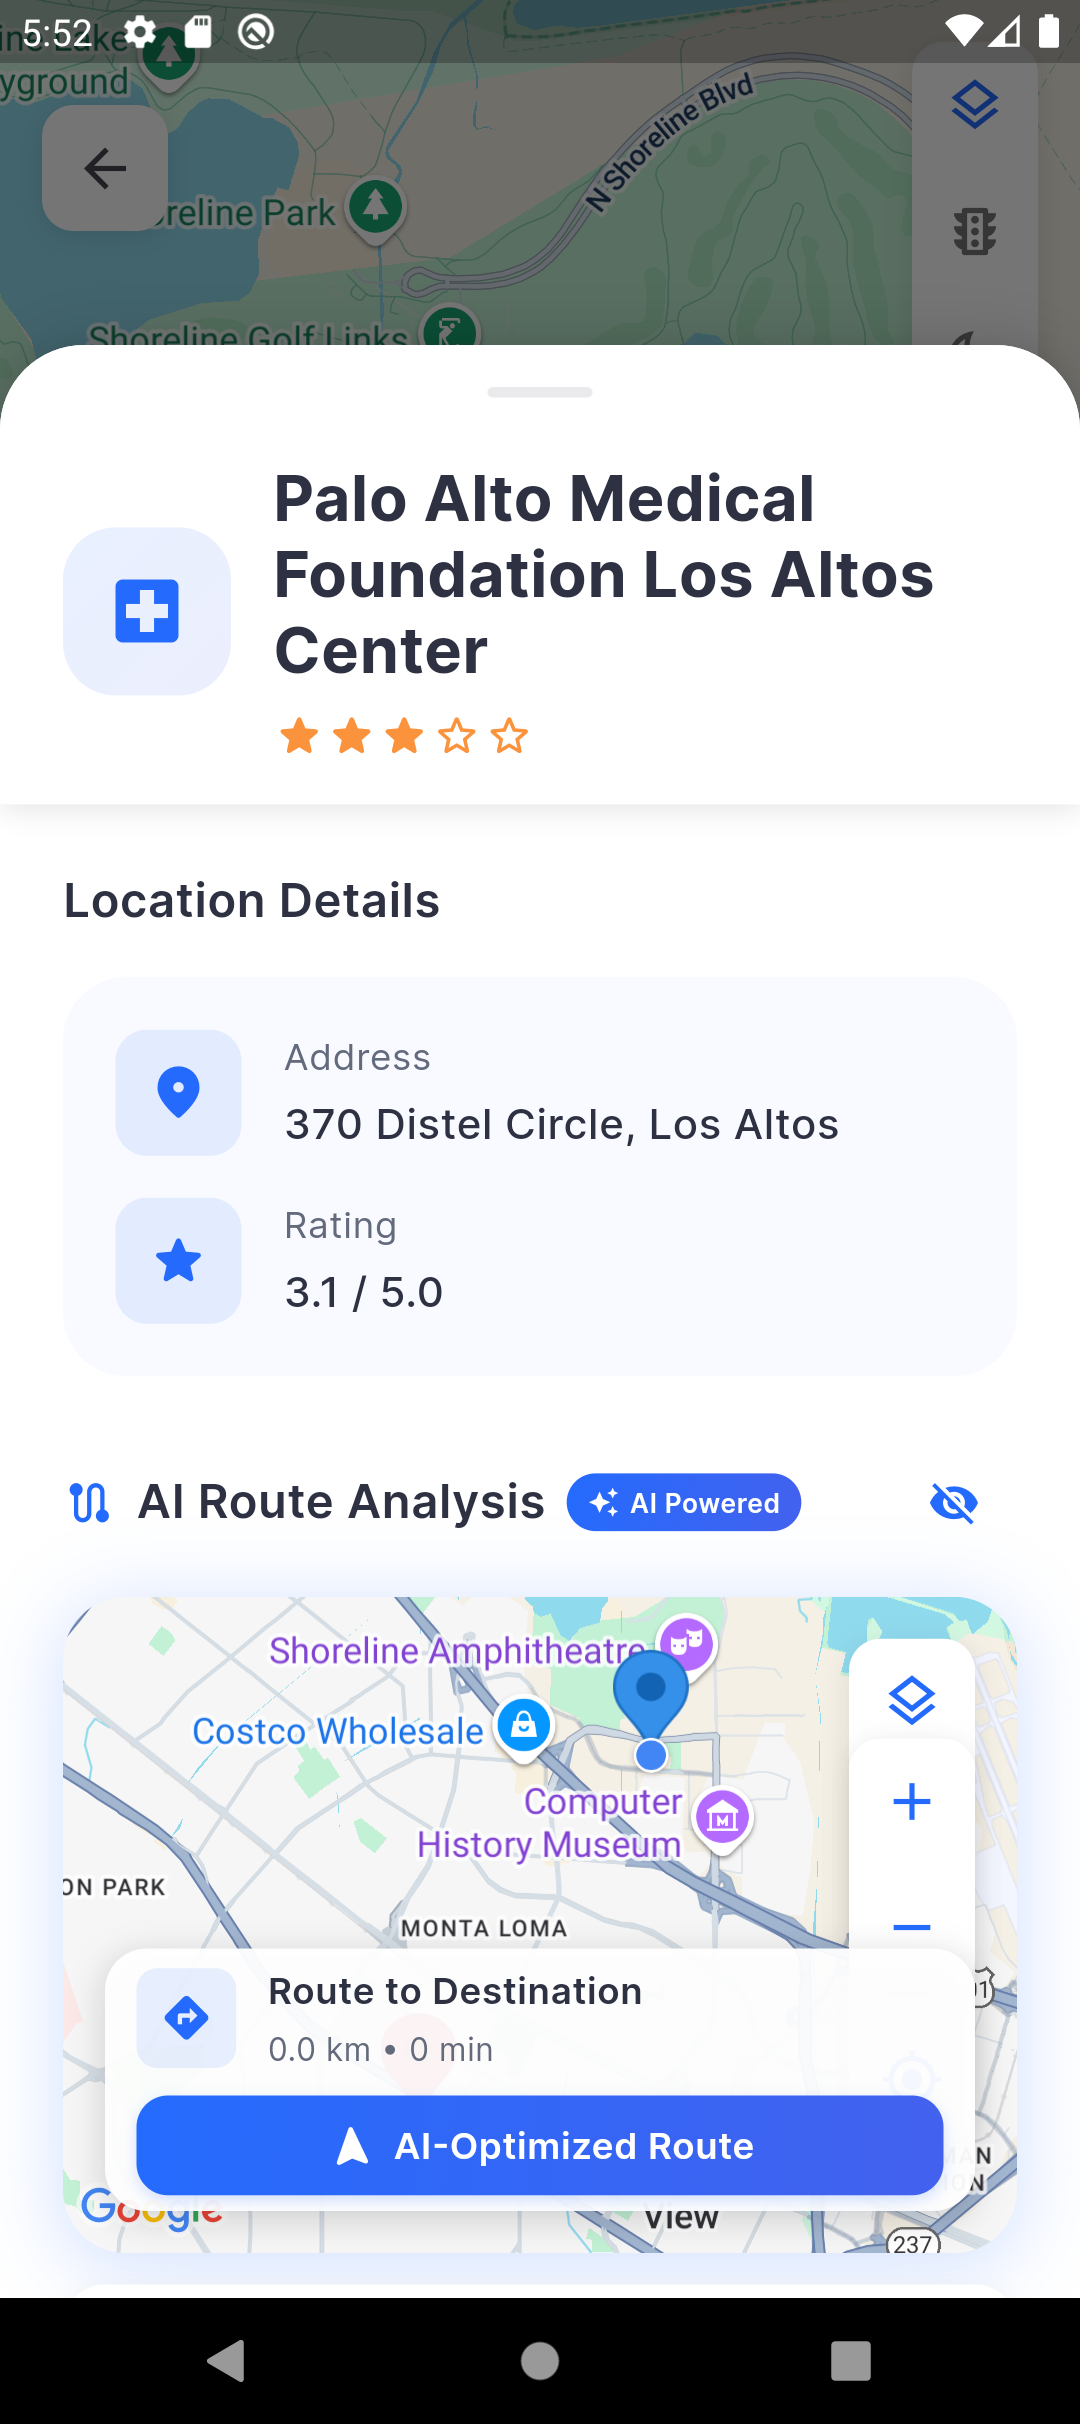 5:52
yground
N Shoreline Blvd
reline Park
Shoreline Golf Links
Palo Alto Medical
Foundation Los Altos
Center
Location Details
Address
370 Distel Circle, Los Altos
Rating
3.1 / 5.0
AI Route Analysis
AI Powered
Shoreline Amphitheatre
Costco Wholesale
Computer
History Museum
ON PARK
MONTA LOMA
Route to Destination
0.0 km • 0 min
AI-Optimized Route
Google
View
237